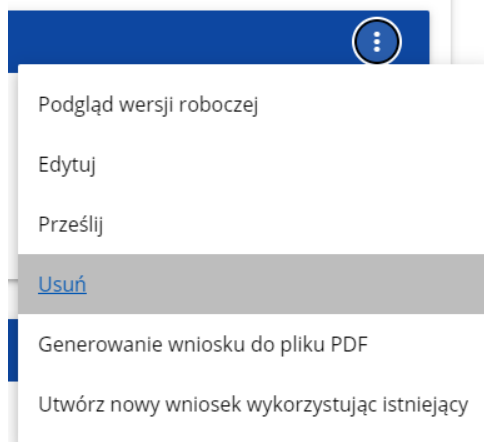 Podgląd wersji roboczej
Edytuj
Prześlij
Usuń
Generowanie wniosku do pliku PDF
Utwórz nowy wniosek wykorzystując istniejący